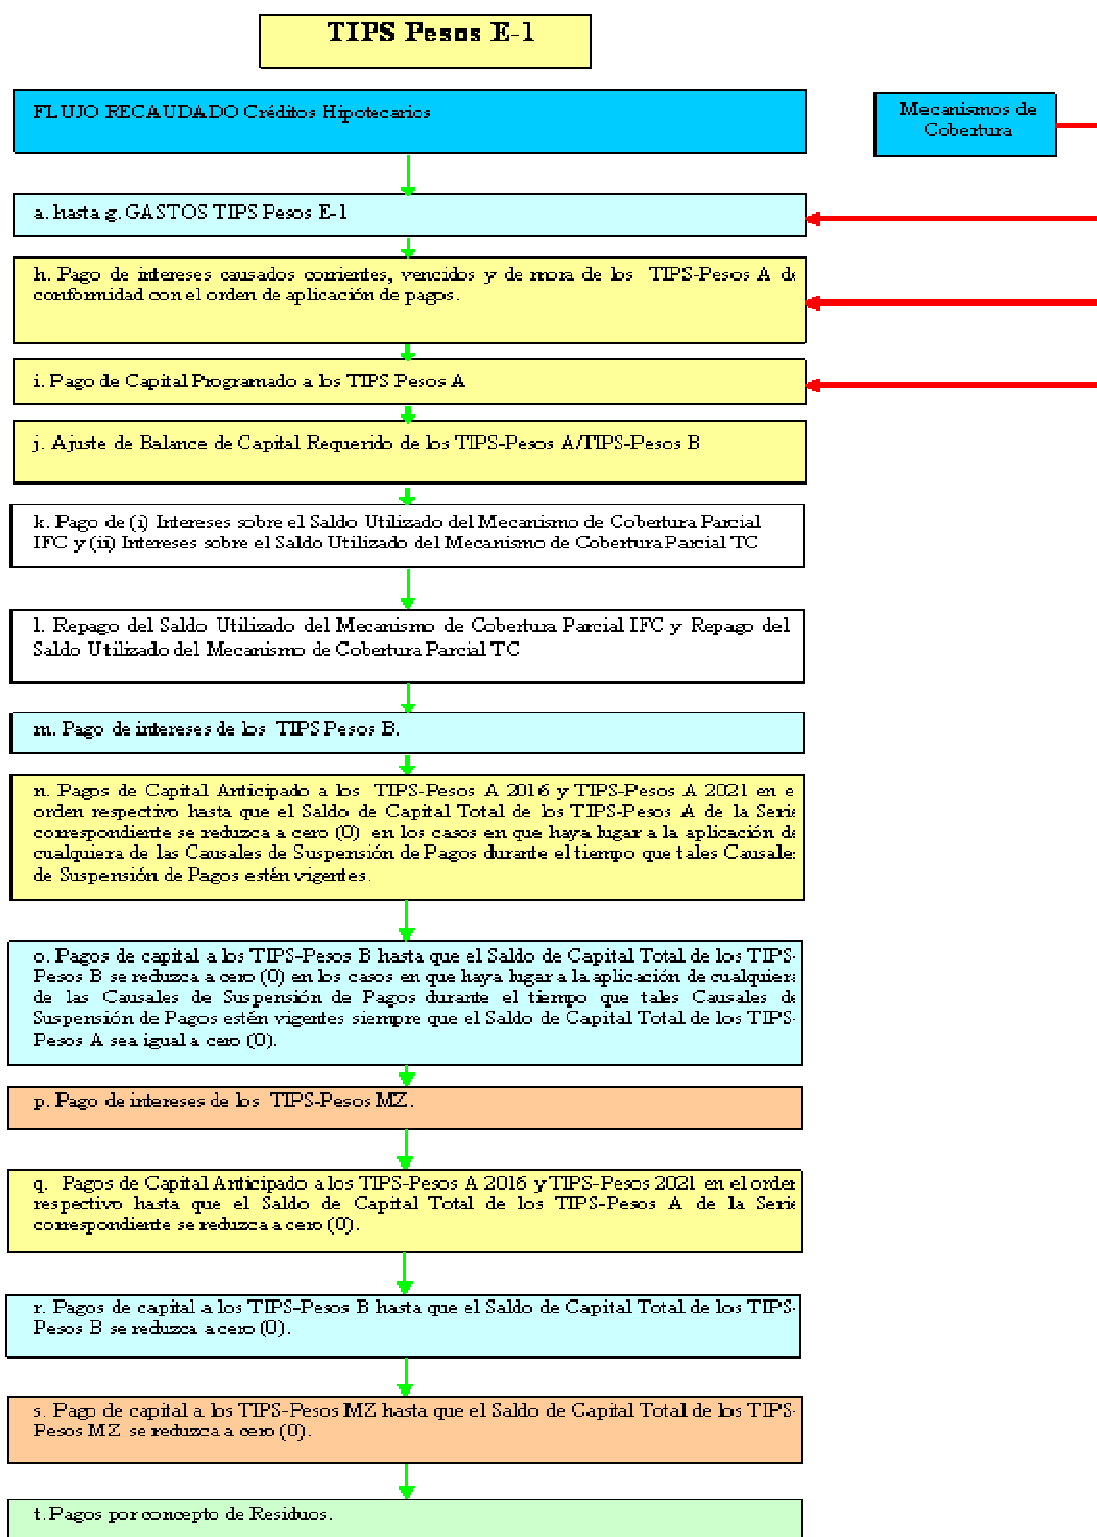 TIPS Pesos E-1
FLUJO RECAUDADO Créditos Hipotecarios
Mecanismos de
Cobertura
a. hasta g. GASTOS TIPS Pesos E-1
h. Pago de intereses causados corrientes, vencidos y de mora de los TIPS-Pesos A de
conformidad con el orden de aplicación de pagos.
i. Pago de Capital Programado a los TIPS Pesos A
j. Ajuste de Balance de Capital Requerido de los TIPS-Pesos A/TIPS-Pesos B
k. Pago de (i) Intereses sobre el Saldo Utilizado del Mecanismo de Cobertura Parcial
IFC y (ii) Intereses sobre el Saldo Utilizado del Mecanismo de Cobertura Parcial TC
l. Repago del Saldo Utilizado del Mecanismo de Cobertura Parcial IFC y Repago del
Saldo Utilizado del Mecanismo de Cobertura Parcial TC
m. Pago de intereses de los TIPS Pesos B.
n. Pagos de Capital Anticipado a los TIPS-Pesos A 2016 y TIPS-Pesos A 2021 en el
orden respectivo hasta que el Saldo de Capital Total de los TIPS-Pesos A de la Serie
correspondiente se reduzca a cero (0) en los casos en que haya lugar a la aplicación de
cualquiera de las Causales de Suspensión de Pagos durante el tiempo que tales Causales
de Suspensión de Pagos estén vigentes.
o. Pagos de capital a los TIPS-Pesos B hasta que el Saldo de Capital Total de los TIPS-
Pesos B se reduzca a cero (0) en los casos en que haya lugar a la aplicación de cualquiera
de las Causales de Suspensión de Pagos durante el tiempo que tales Causales de
Suspensión de Pagos estén vigentes siempre que el Saldo de Capital Total de los TIPS-
Pesos A sea igual a cero (0).
p. Pago de intereses de los TIPS-Pesos MZ.
q. Pagos de Capital Anticipado a los TIPS-Pesos A 2016 y TIPS-Pesos 2021 en el orden
respectivo hasta que el Saldo de Capital Total de los TIPS-Pesos A de la Serie
correspondiente se reduzca a cero (0).
r. Pagos de capital a los TIPS-Pesos B hasta que el Saldo de Capital Total de los TIPS-
Pesos B se reduzca a cero (0).
s. Pago de capital a los TIPS-Pesos MZ hasta que el Saldo de Capital Total de los TIPS-
Pesos MZ se reduzca a cero (0).
t. Pagos por concepto de Residuos.